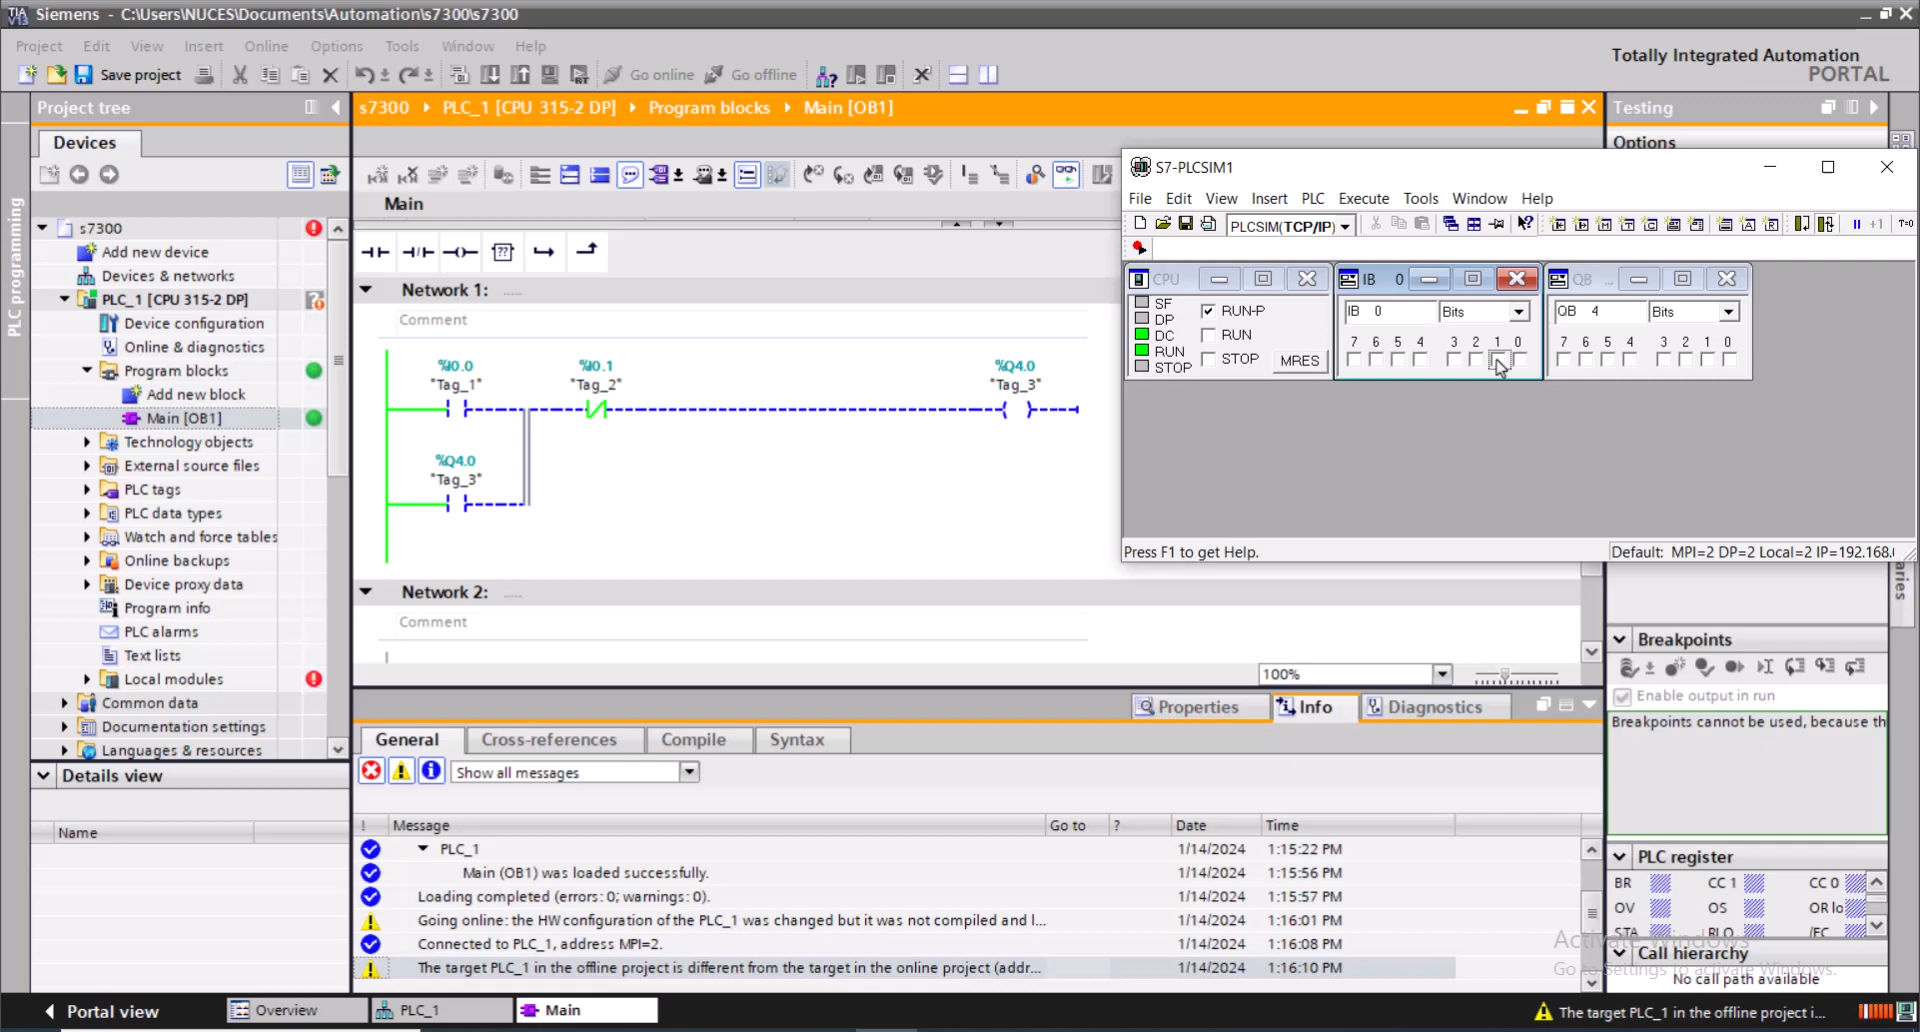 Siemens - C:\Users\NUCES\Documents\Automation\s7300\s7300
Project Edit View Insert Online Options Tools Window Help
Totally Integrated Automation
PORTAL
Save project
Go online
Go offline
Project tree
s7300 PLC_1 [CPU 315-2 DP] Program blocks Main [OB1]
Testing
Devices
Options
PLC programming
s7300
Add new device
Devices & networks
PLC_1 [CPU 315-2 DP]
Device configuration
Online & diagnostics
Program blocks
Add new block
Main [OB1]
Technology objects
External source files
PLC tags
PLC data types
Watch and force tables
Online backups
Device proxy data
Program info
PLC alarms
Text lists
Local modules
Common data
Documentation settings
Languages & resources
Details view
Name
Main
Network 1: .....
Comment
%I0.0
"Tag_1"
%I0.1
"Tag_2"
%Q4.0
"Tag_3"
%Q4.0
"Tag_3"
Network 2: .....
Comment
100%
S7-PLCSIM1
File Edit View Insert PLC Execute Tools Window Help
PLCSIM(TCP/IP)
+1 T=0
CPU
SF
DP
DC
RUN
STOP
RUN-P
RUN
STOP
MRES
IB 0
IB 0 Bits
7 6 5 4 3 2 1 0
QB ...
QB 4 Bits
7 6 5 4 3 2 1 0
Press F1 to get Help.
Default: MPI=2 DP=2 Local=2 IP=192.168.
Properties Info Diagnostics
General Cross-references Compile Syntax
Show all messages
! Message Go to ? Date Time
PLC_1 1/14/2024 1:15:22 PM
Main (OB1) was loaded successfully. 1/14/2024 1:15:56 PM
Loading completed (errors: 0; warnings: 0). 1/14/2024 1:15:57 PM
Going online: the HW configuration of the PLC_1 was changed but it was not compiled and l... 1/14/2024 1:16:01 PM
Connected to PLC_1, address MPI=2. 1/14/2024 1:16:08 PM
The target PLC_1 in the offline project is different from the target in the online project (addr... 1/14/2024 1:16:10 PM
Breakpoints
Enable output in run
Breakpoints cannot be used, because th
PLC register
BR CC 1 CC 0
OV OS OR lo
STA RLO /FC
Call hierarchy
No call path available
Activate Windows
Go to Settings to activate Windows.
Portal view
Overview
PLC_1
Main
The target PLC_1 in the offline project i...